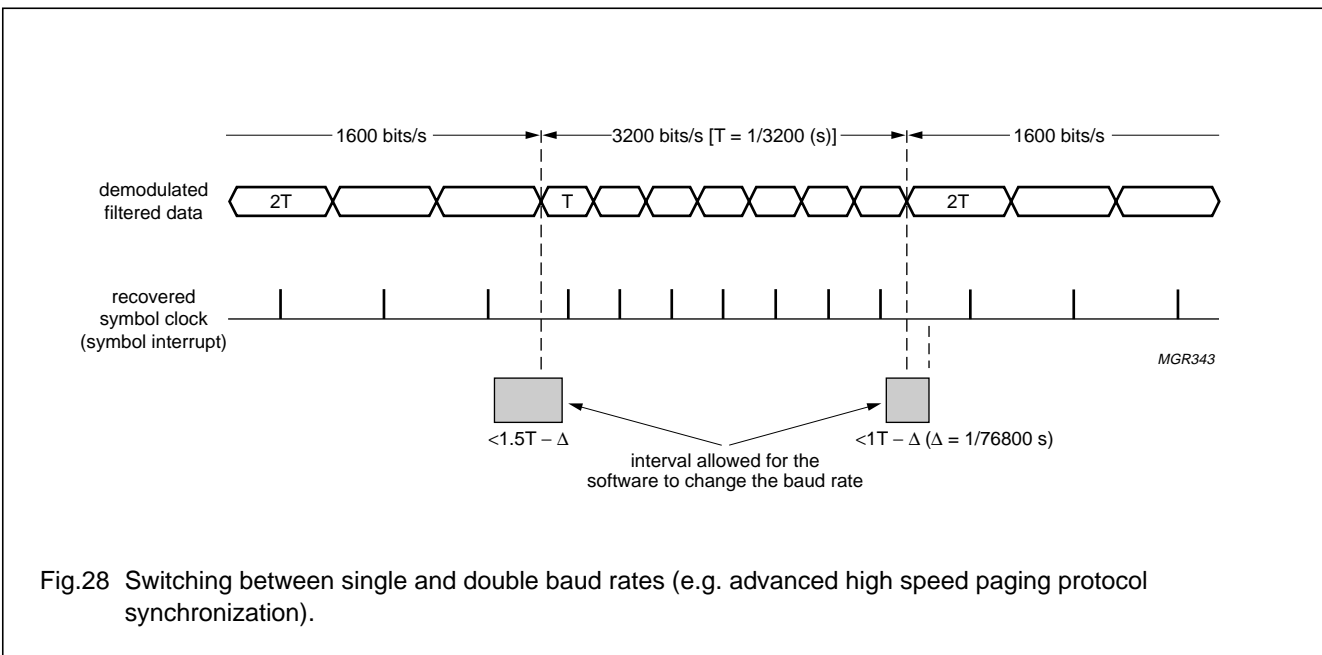 1600 bits/s
3200 bits/s [T = 1/3200 (s)]
1600 bits/s
demodulated
filtered data
2T
T
2T
recovered
symbol clock
(symbol interrupt)
MGR343
<1.5T − Δ
<1T − Δ (Δ = 1/76800 s)
interval allowed for the
software to change the baud rate
Fig.28 Switching between single and double baud rates (e.g. advanced high speed paging protocol
synchronization).